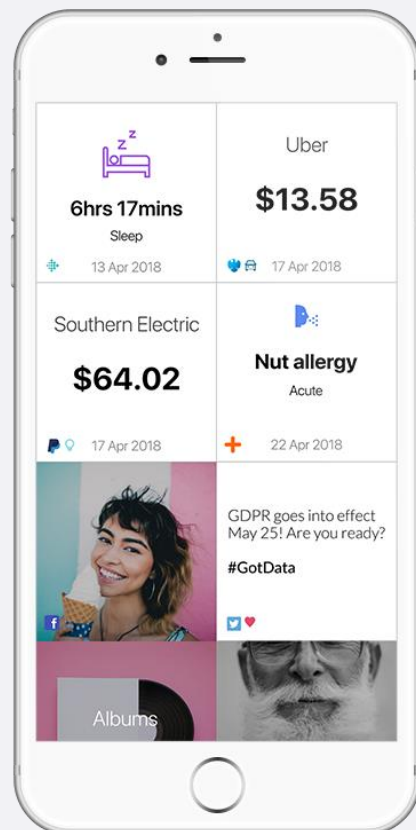 z z
6hrs 17mins
Sleep
13 Apr 2018
Uber
$13.58
17 Apr 2018
Southern Electric
$64.02
17 Apr 2018
Nut allergy
Acute
22 Apr 2018
GDPR goes into effect
May 25! Are you ready?
#GotData
f
Albums